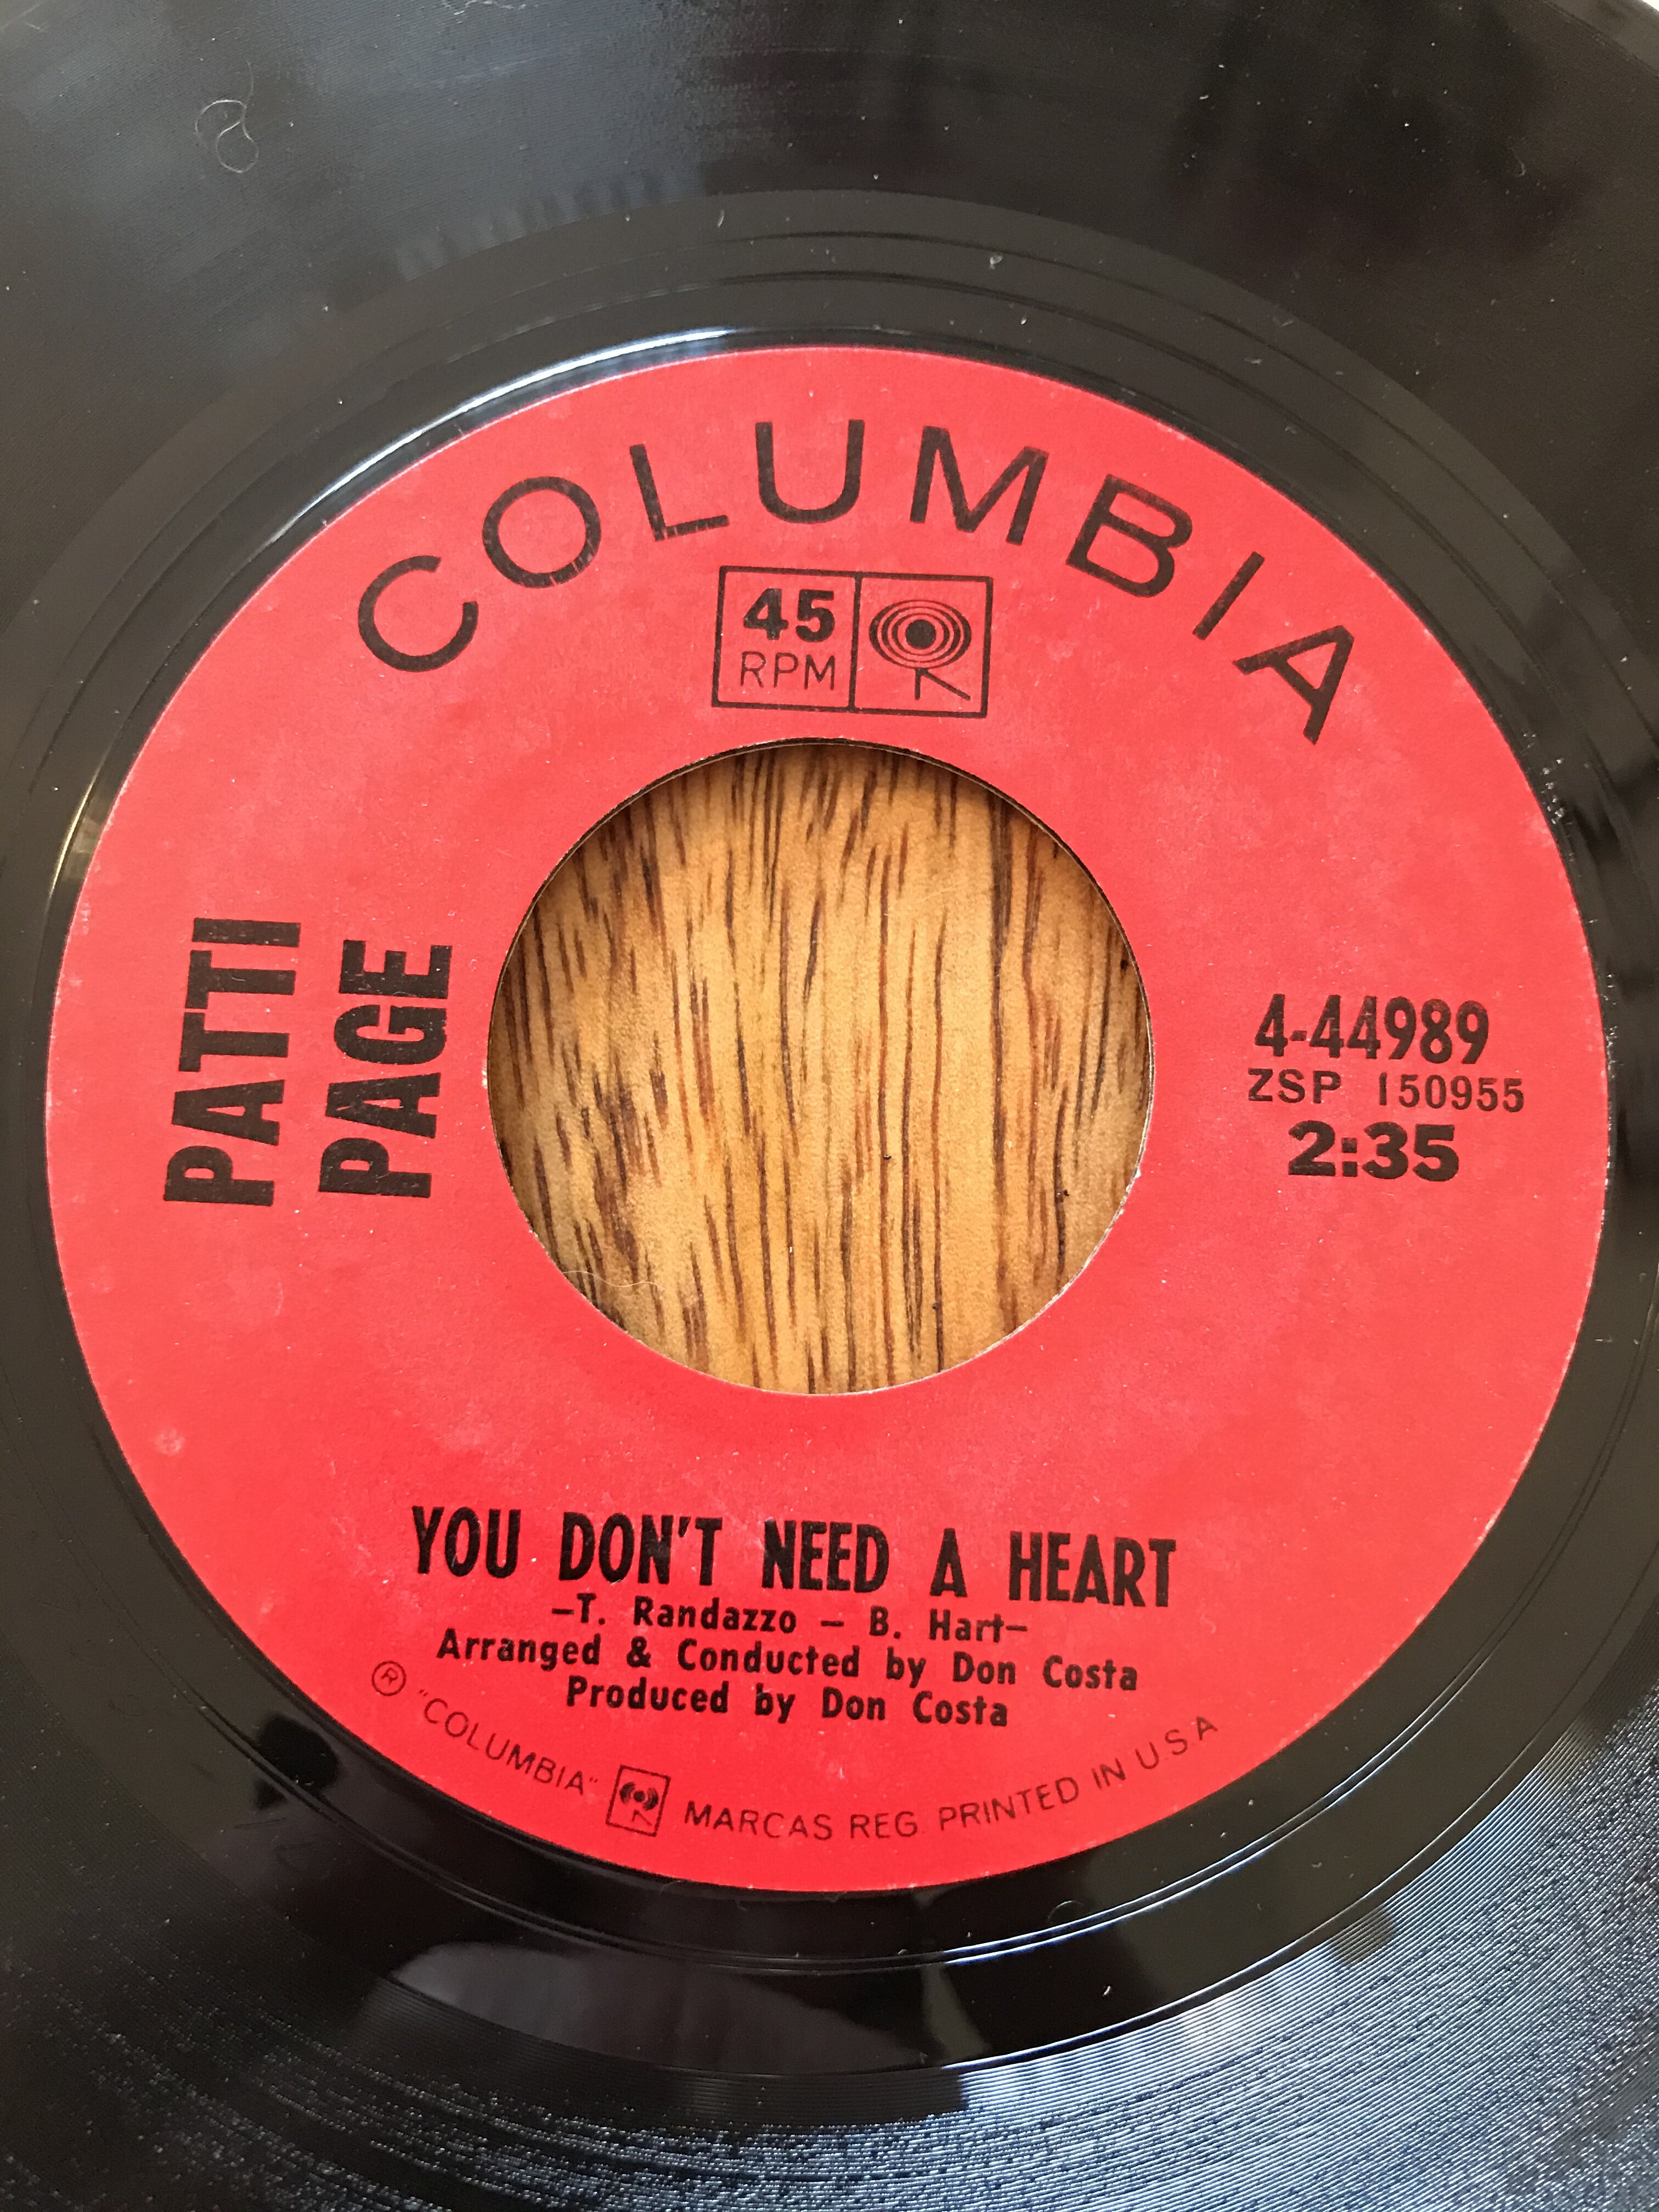 COLUMBIA
45
RPM
PATTI
PAGE
4-44989
ZSP 150955
2:35
YOU DON'T NEED A HEART
–T. Randazzo – B. Hart–
Arranged & Conducted by Don Costa
Produced by Don Costa
® "COLUMBIA" MARCAS REG. PRINTED IN U.S.A